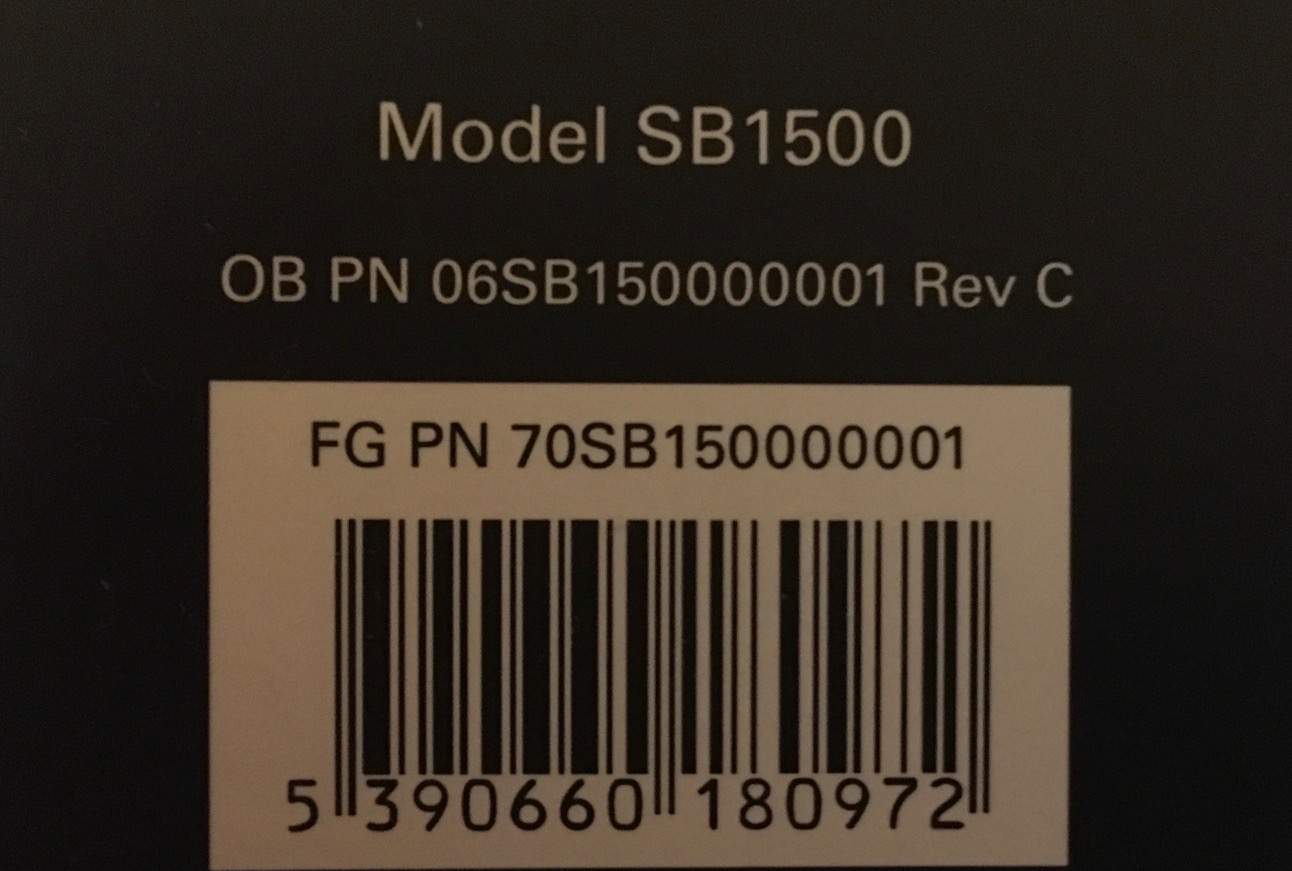 Model SB1500
OB PN 06SB150000001 Rev C
FG PN 70SB150000001
5 390660 180972